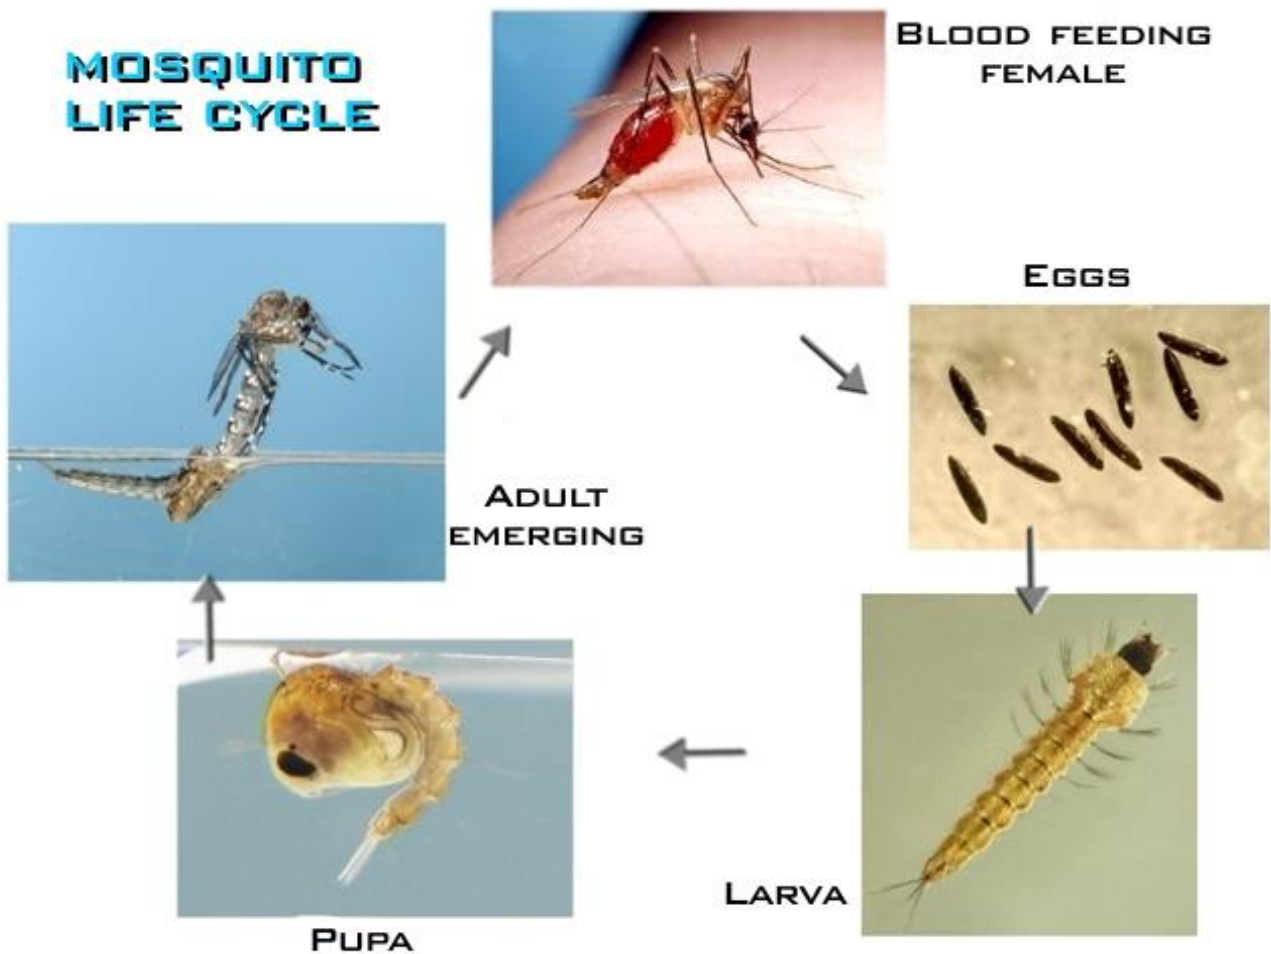 MOSQUITO
LIFE CYCLE
BLOOD FEEDING
FEMALE
EGGS
ADULT
EMERGING
LARVA
PUPA